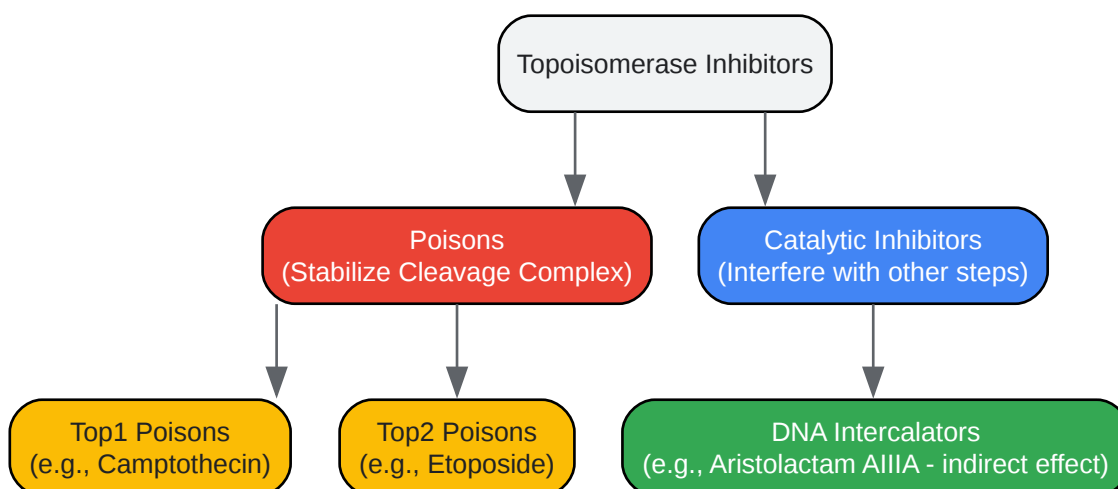 Topoisomerase Inhibitors
Poisons
(Stabilize Cleavage Complex)
Catalytic Inhibitors
(Interfere with other steps)
Top1 Poisons
(e.g., Camptothecin)
Top2 Poisons
(e.g., Etoposide)
DNA Intercalators
(e.g., Aristolactam AIIIA - indirect effect)